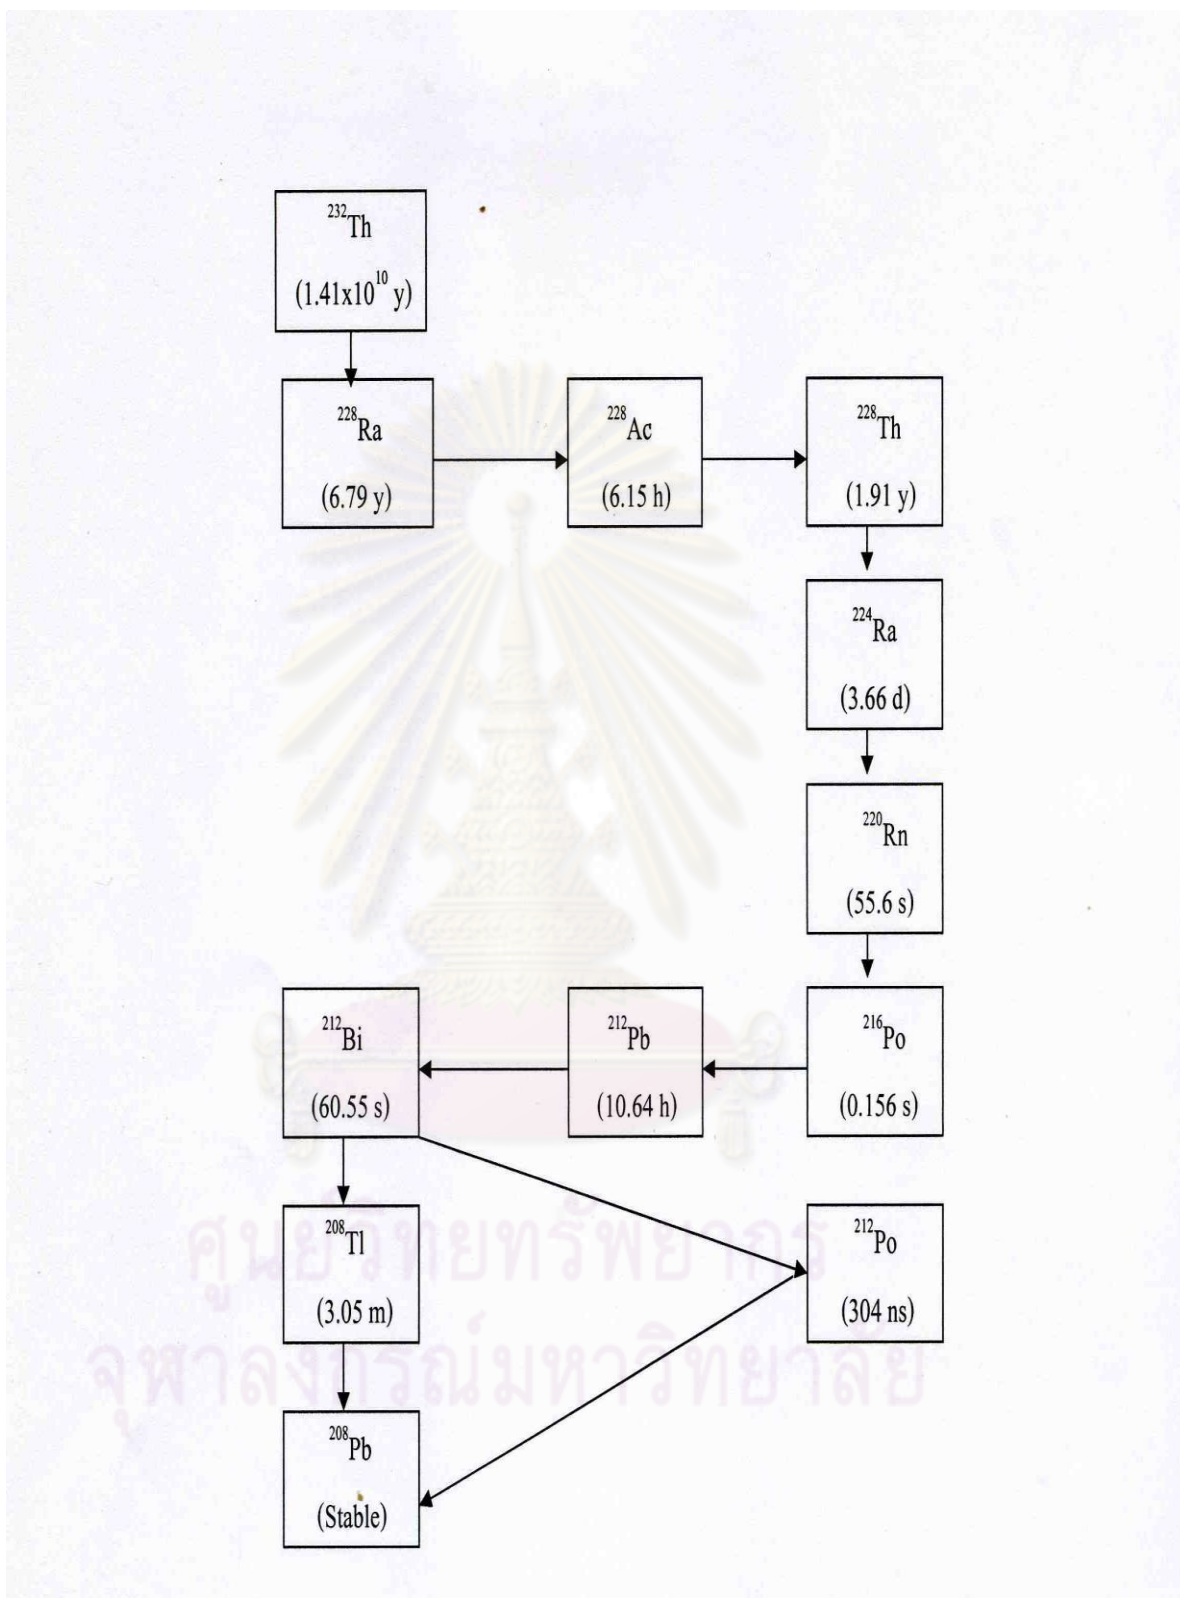 ²³²Th
(1.41x10¹⁰ y)
²²⁸Ra
(6.79 y)
²²⁸Ac
(6.15 h)
²²⁸Th
(1.91 y)
²²⁴Ra
(3.66 d)
²²⁰Rn
(55.6 s)
²¹⁶Po
(0.156 s)
²¹²Pb
(10.64 h)
²¹²Bi
(60.55 s)
²⁰⁸Tl
(3.05 m)
²¹²Po
(304 ns)
²⁰⁸Pb
(Stable)
ศูนย์วิทยทรัพยากร
จุฬาลงกรณ์มหาวิทยาลัย